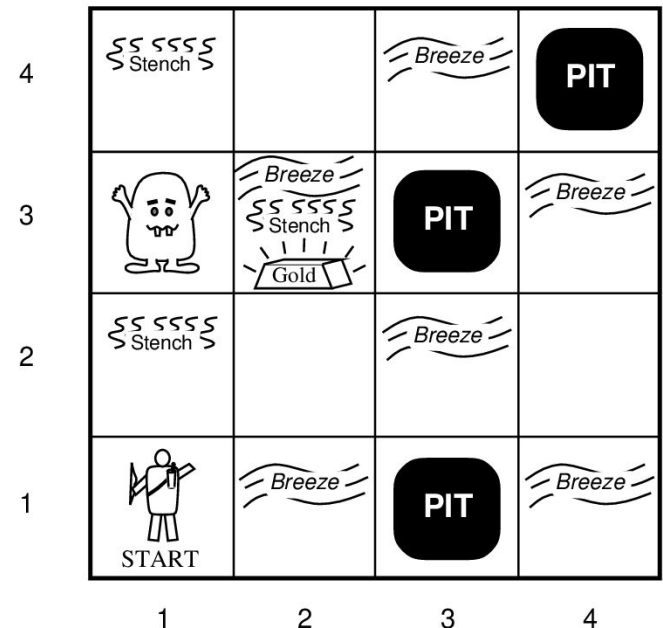 4
Stench
Breeze
PIT
3
Breeze
Stench
Gold
PIT
Breeze
2
Stench
Breeze
1
START
Breeze
PIT
Breeze
1 2 3 4